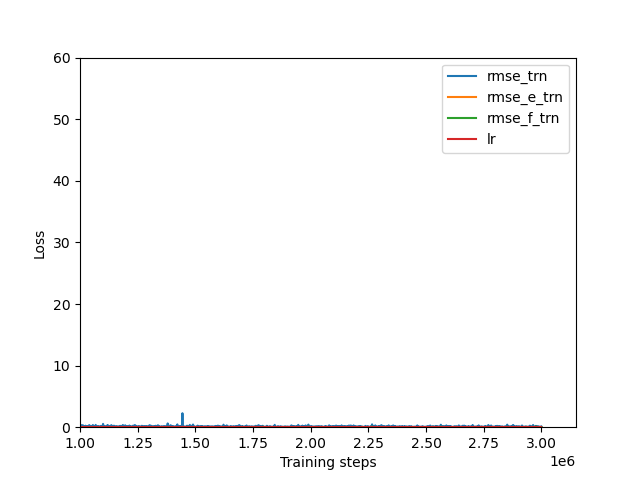 60
50
40
30
20
10
0
Loss
rmse_trn
rmse_e_trn
rmse_f_trn
lr
1.00 1.25 1.50 1.75 2.00 2.25 2.50 2.75 3.00
1e6
Training steps